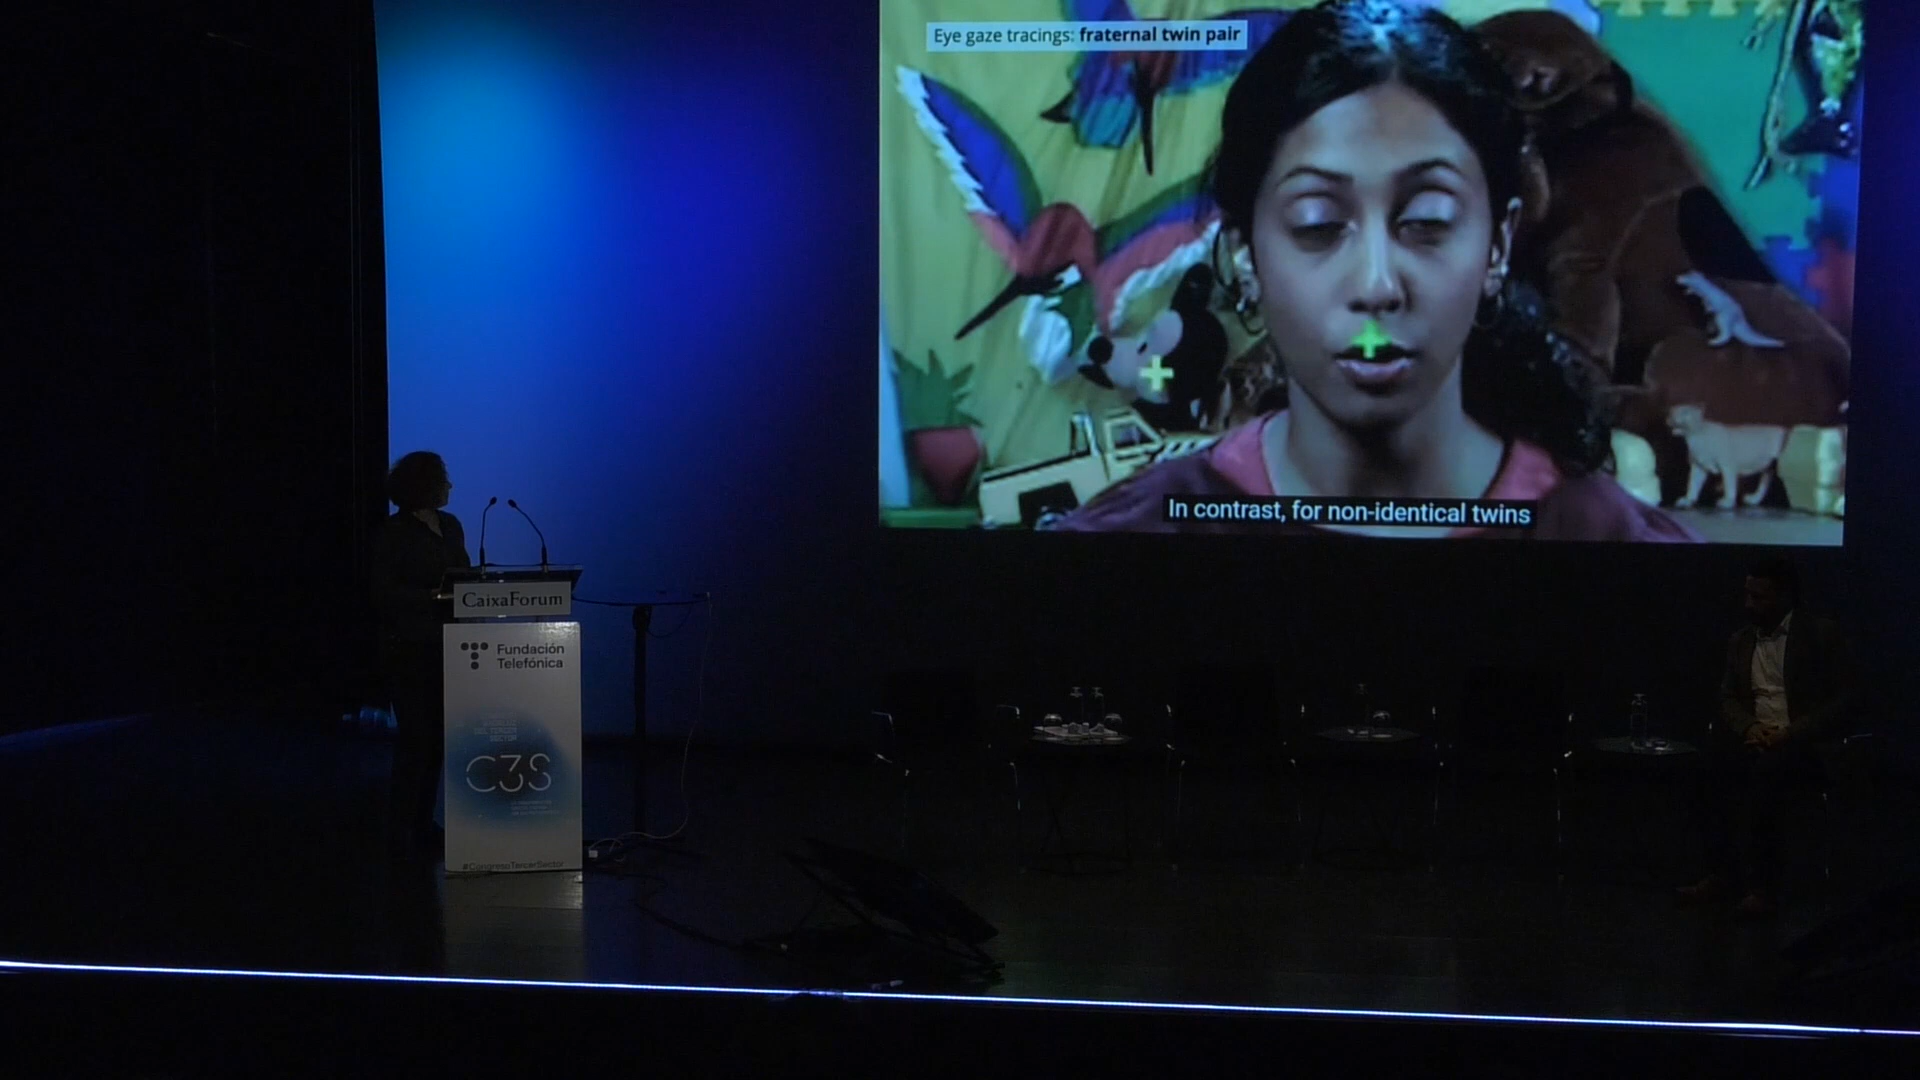 Eye gaze tracings: fraternal twin pair
In contrast, for non-identical twins
CaixaForum
Fundación
Telefónica
C3S
#CongresoTercerSector